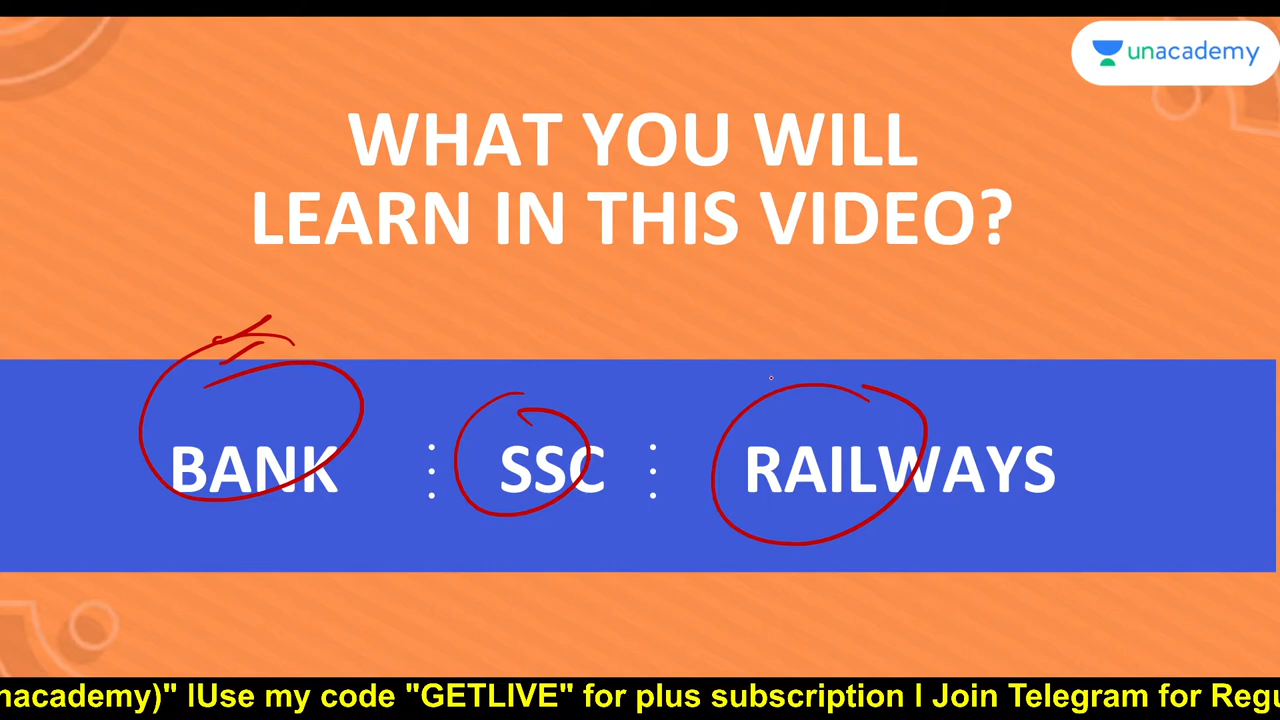 unacademy
WHAT YOU WILL
LEARN IN THIS VIDEO?
BANK SSC RAILWAYS
nacademy)" lUse my code "GETLIVE" for plus subscription l Join Telegram for Regu